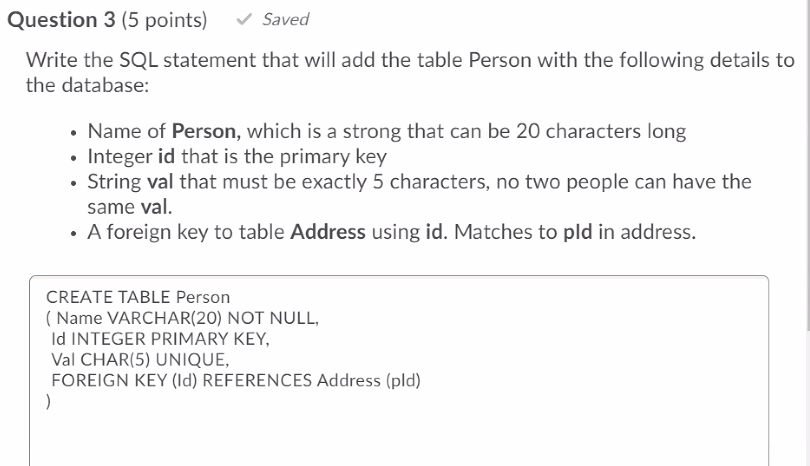 Question 3 (5 points) ✓ Saved
Write the SQL statement that will add the table Person with the following details to
the database:
• Name of Person, which is a strong that can be 20 characters long
• Integer id that is the primary key
• String val that must be exactly 5 characters, no two people can have the
same val.
• A foreign key to table Address using id. Matches to pId in address.
CREATE TABLE Person
( Name VARCHAR(20) NOT NULL,
Id INTEGER PRIMARY KEY,
Val CHAR(5) UNIQUE,
FOREIGN KEY (Id) REFERENCES Address (pId)
)